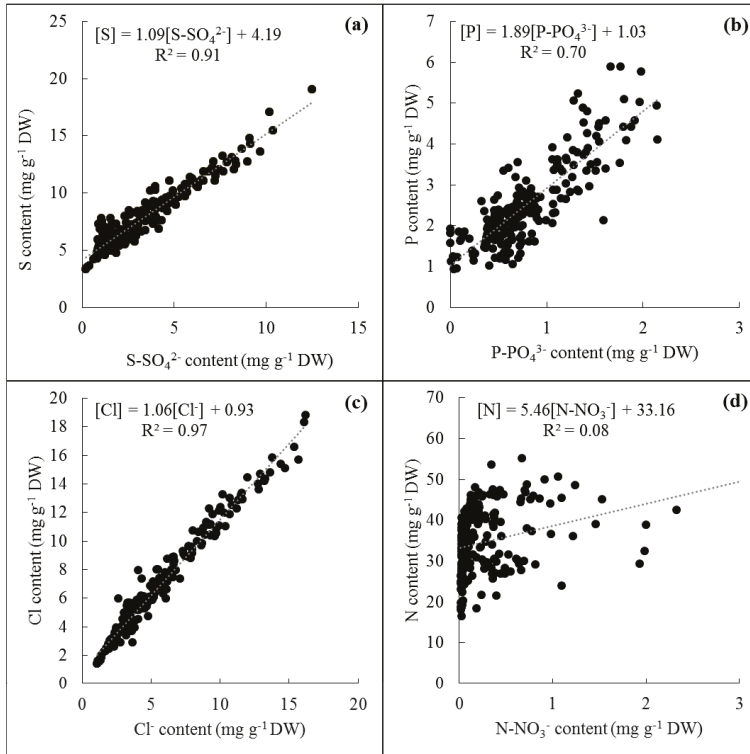 (a)
[S] = 1.09[S-SO₄²⁻] + 4.19
R² = 0.91
25
20
15
10
5
0
S content (mg g⁻¹ DW)
0 5 10 15
S-SO₄²⁻ content (mg g⁻¹ DW)
(b)
[P] = 1.89[P-PO₄³⁻] + 1.03
R² = 0.70
7
6
5
4
3
2
1
0
P content (mg g⁻¹ DW)
0 1 2 3
P-PO₄³⁻ content (mg g⁻¹ DW)
(c)
[Cl] = 1.06[Cl⁻] + 0.93
R² = 0.97
20
18
16
14
12
10
8
6
4
2
0
Cl content (mg g⁻¹ DW)
0 5 10 15 20
Cl⁻ content (mg g⁻¹ DW)
(d)
[N] = 5.46[N-NO₃⁻] + 33.16
R² = 0.08
70
60
50
40
30
20
10
0
N content (mg g⁻¹ DW)
0 1 2 3
N-NO₃⁻ content (mg g⁻¹ DW)